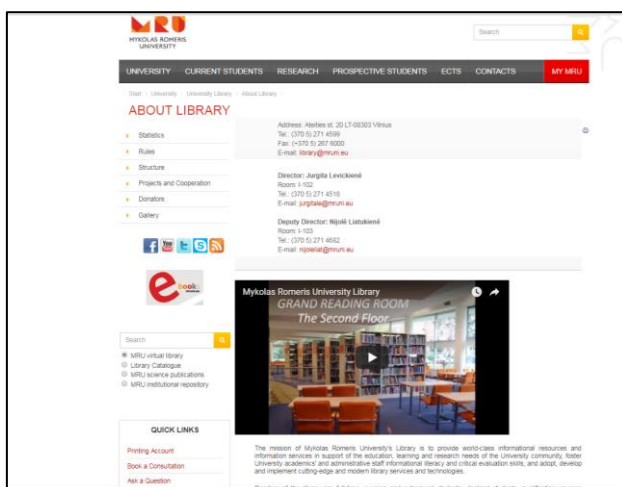 MRU
MYKOLAS ROMERIS
UNIVERSITY
Search
UNIVERSITY CURRENT STUDENTS RESEARCH PROSPECTIVE STUDENTS ECTS CONTACTS MY MRU
Start University University Library About Library
ABOUT LIBRARY
Statistics
Rules
Structure
Projects and Cooperation
Donators
Gallery
You
Tube
e book
Search
MRU virtual library
Library Catalogue
MRU science publications
MRU institutional repository
QUICK LINKS
Printing Account
Book a Consultation
Ask a Question
Address: Ateities st. 20 LT-08303 Vilnius
Tel.: (370 5) 271 4599
Fax: (+370 5) 267 6000
E-mail: library@mruni.eu
Director: Jurgita Levickienė
Room: I-102
Tel.: (370 5) 271 4518
E-mail: jurgitale@mruni.eu
Deputy Director: Nijolė Liatukienė
Room: I-103
Tel.: (370 5) 271 4682
E-mail: nijoleliat@mruni.eu
Mykolas Romeris University Library
GRAND READING ROOM
The Second Floor
The mission of Mykolas Romeris University's Library is to provide world-class informational resources and
information services in support of the education, learning and research needs of the University community, foster
University academics' and administrative staff informational literacy and critical evaluation skills, and adopt, develop
and implement cutting-edge and modern library services and technologies.